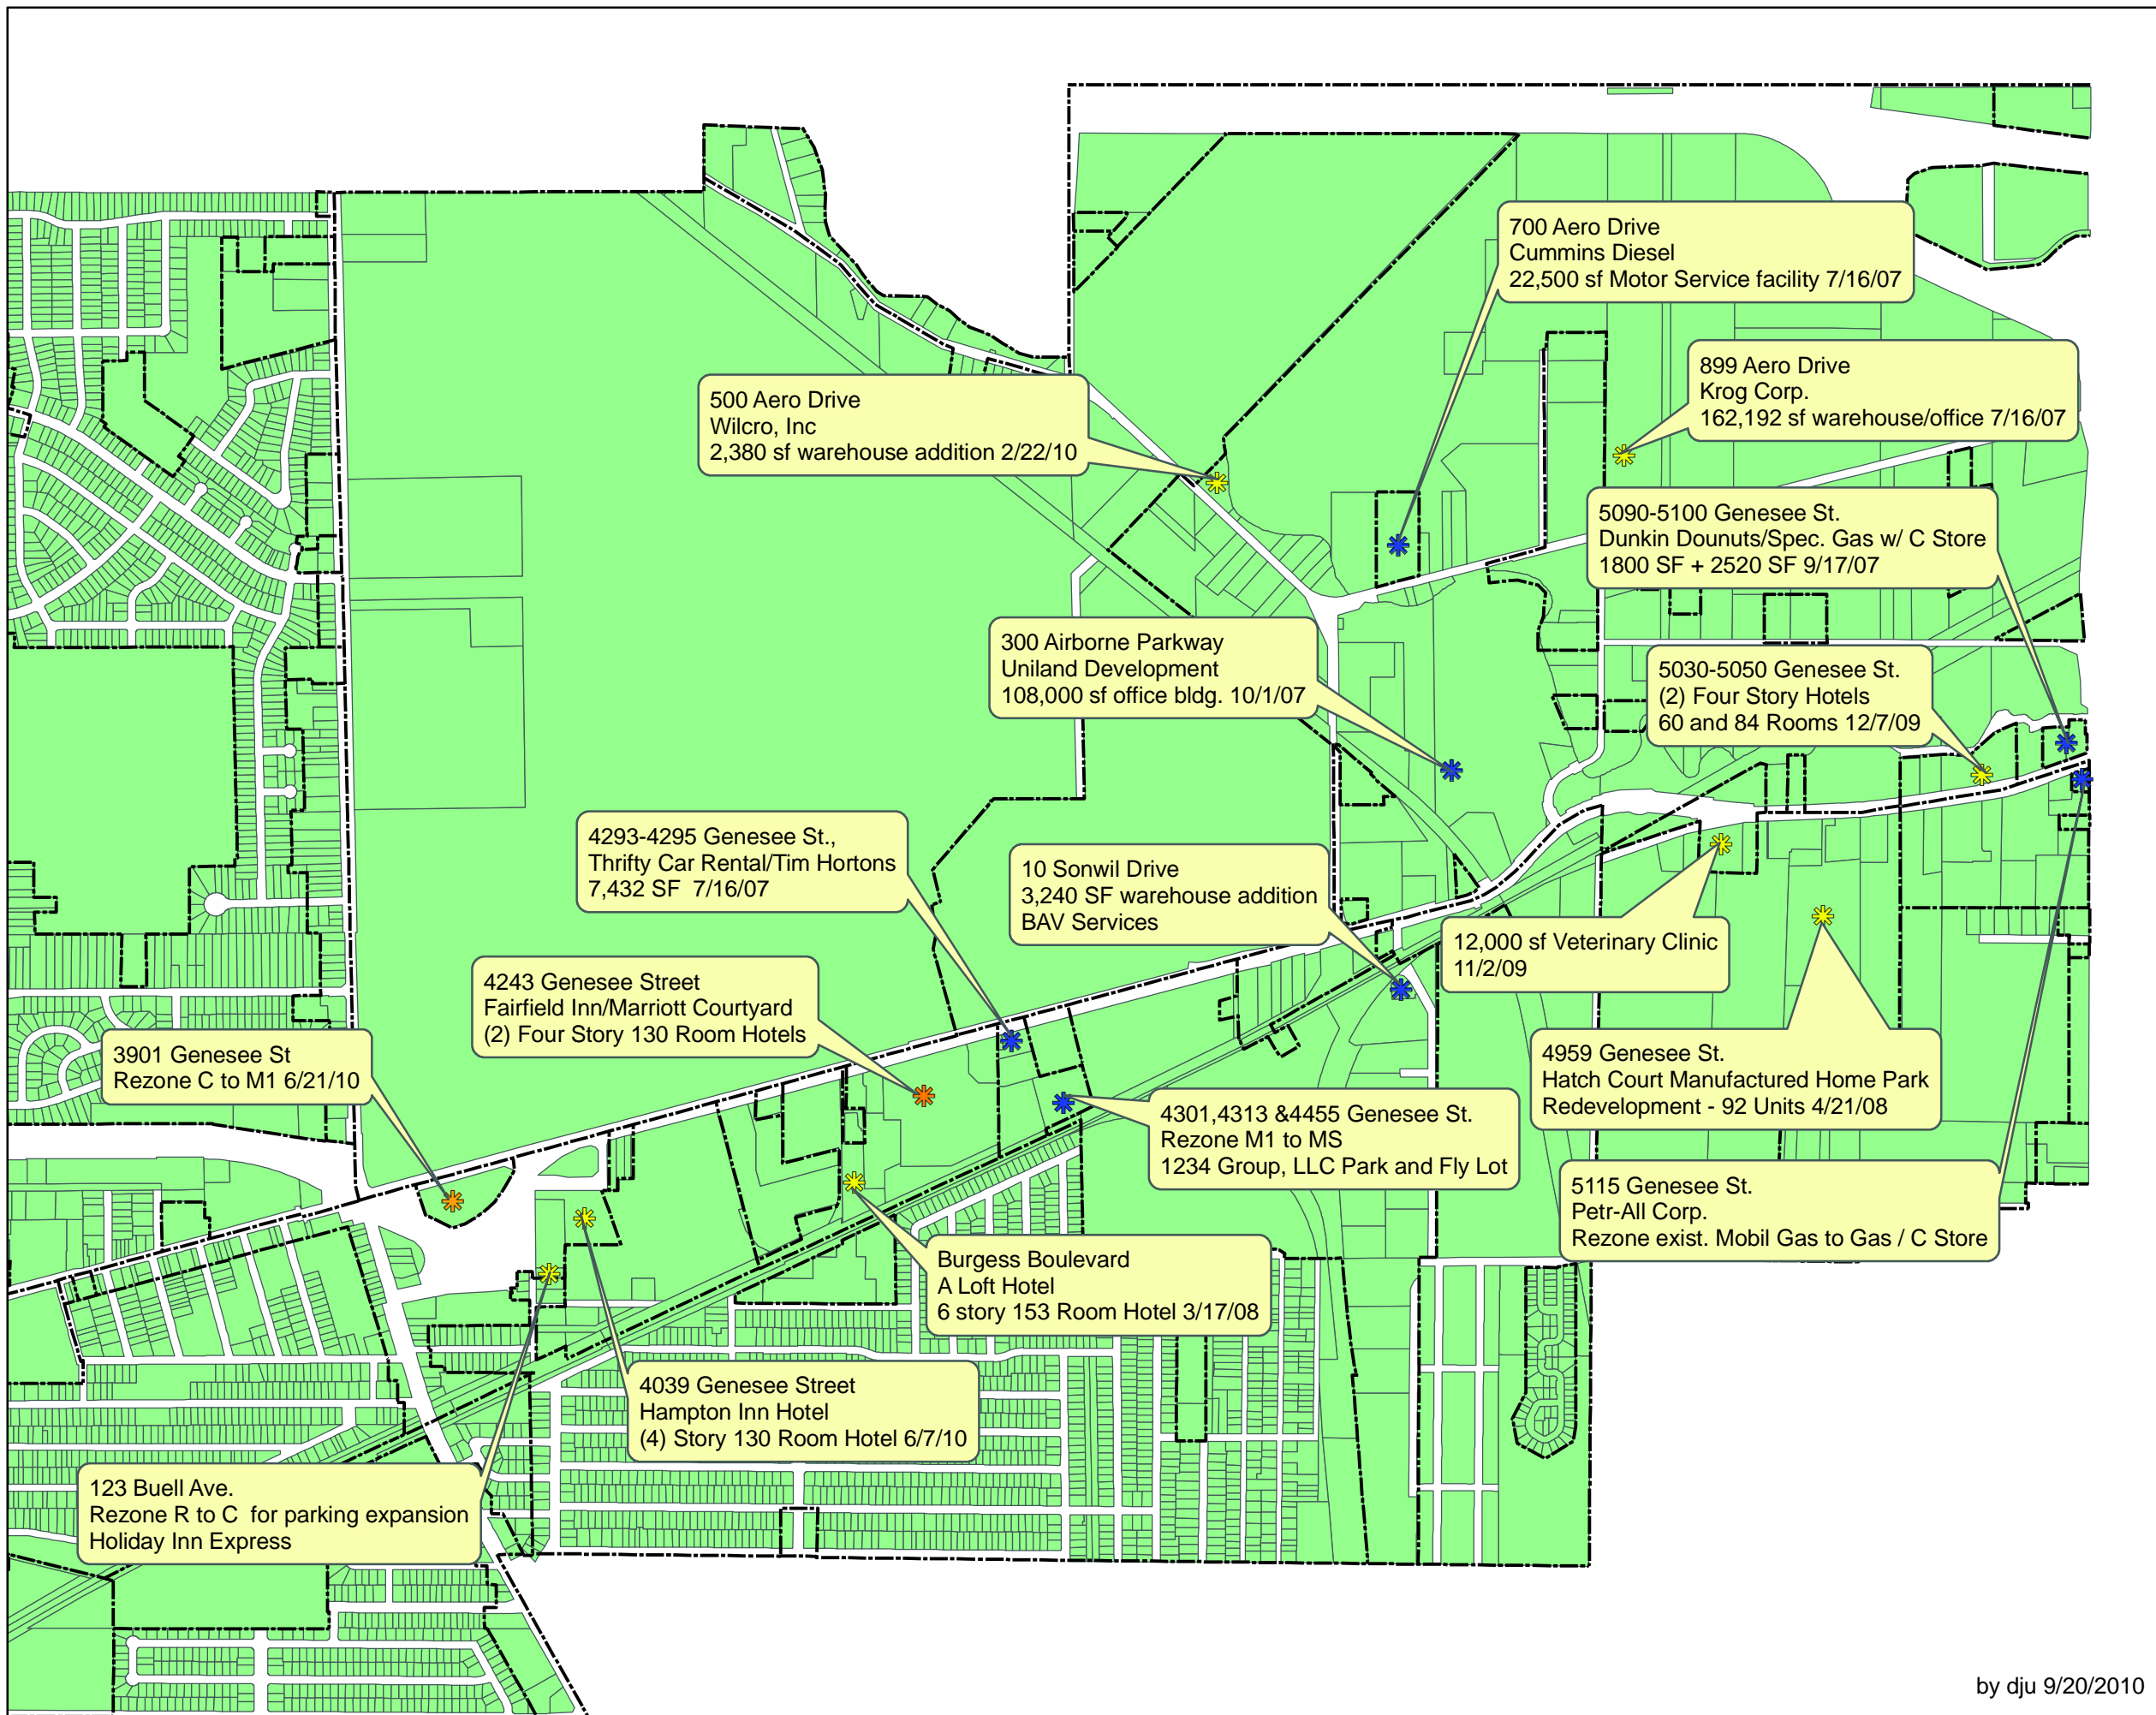 700 Aero Drive
Cummins Diesel
22,500 sf Motor Service facility 7/16/07
899 Aero Drive
Krog Corp.
162,192 sf warehouse/office 7/16/07
500 Aero Drive
Wilcro, Inc
2,380 sf warehouse addition 2/22/10
5090-5100 Genesee St.
Dunkin Dounuts/Spec. Gas w/ C Store
1800 SF + 2520 SF 9/17/07
300 Airborne Parkway
Uniland Development
108,000 sf office bldg. 10/1/07
5030-5050 Genesee St.
(2) Four Story Hotels
60 and 84 Rooms 12/7/09
4293-4295 Genesee St.,
Thrifty Car Rental/Tim Hortons
7,432 SF  7/16/07
10 Sonwil Drive
3,240 SF warehouse addition
BAV Services
12,000 sf Veterinary Clinic
11/2/09
4243 Genesee Street
Fairfield Inn/Marriott Courtyard
(2) Four Story 130 Room Hotels
3901 Genesee St
Rezone C to M1 6/21/10
4959 Genesee St.
Hatch Court Manufactured Home Park
Redevelopment - 92 Units 4/21/08
4301,4313 &4455 Genesee St.
Rezone M1 to MS
1234 Group, LLC Park and Fly Lot
5115 Genesee St.
Petr-All Corp.
Rezone exist. Mobil Gas to Gas / C Store
Burgess Boulevard
A Loft Hotel
6 story 153 Room Hotel 3/17/08
4039 Genesee Street
Hampton Inn Hotel
(4) Story 130 Room Hotel 6/7/10
123 Buell Ave.
Rezone R to C  for parking expansion
Holiday Inn Express
by dju 9/20/2010